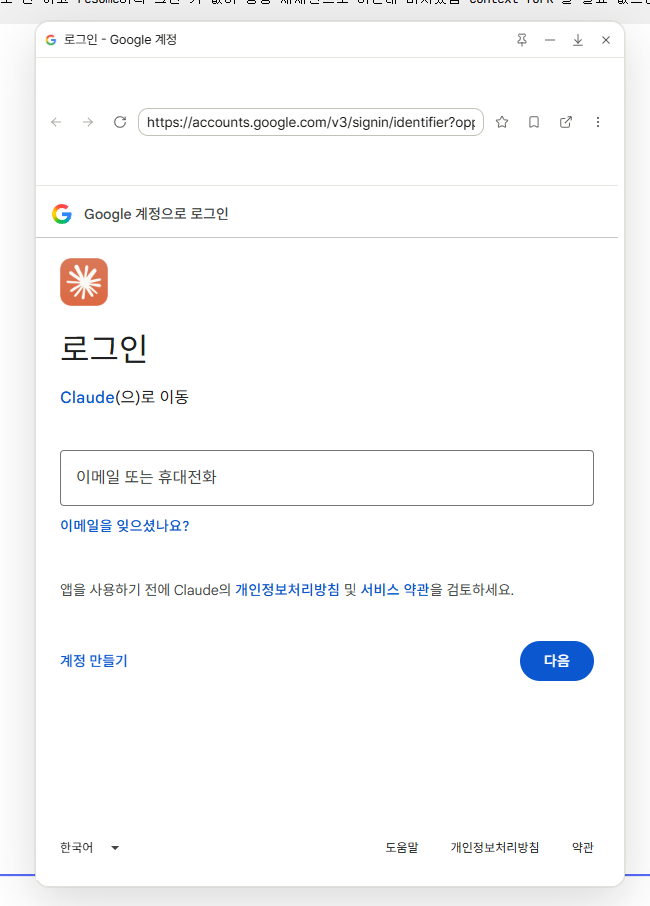 로그인 - Google 계정
https://accounts.google.com/v3/signin/identifier?opp
Google 계정으로 로그인
로그인
Claude(으)로 이동
이메일 또는 휴대전화
이메일을 잊으셨나요?
앱을 사용하기 전에 Claude의 개인정보처리방침 및 서비스 약관을 검토하세요.
계정 만들기
다음
한국어
도움말
개인정보처리방침
약관